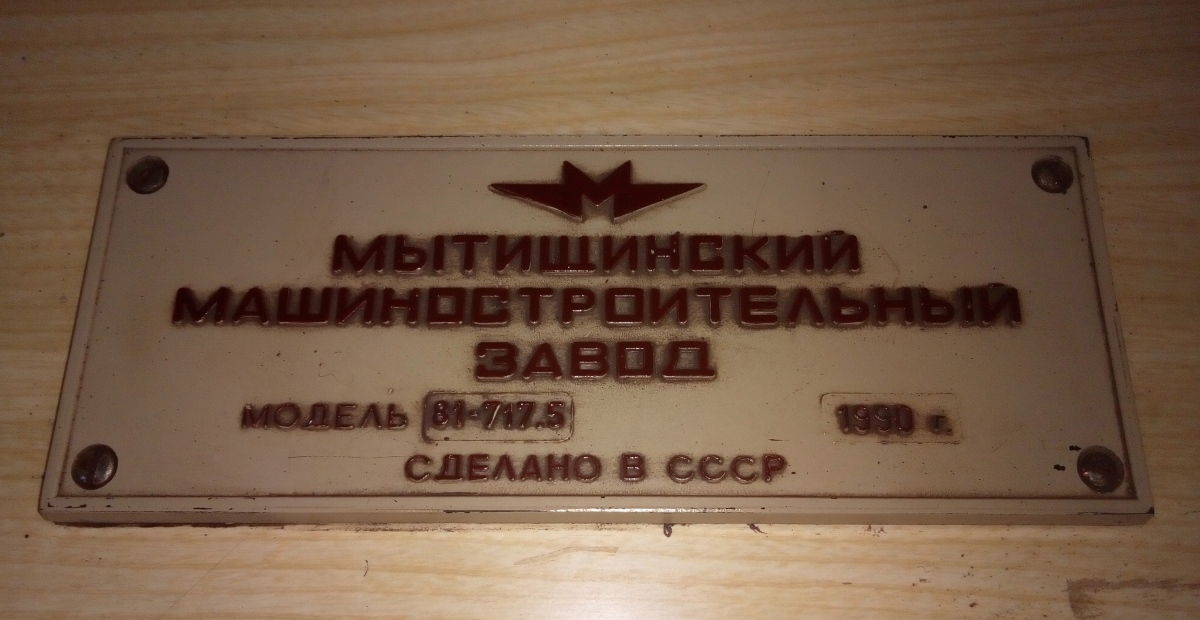 М
МЫТИЩИНСКИЙ
МАШИНОСТРОИТЕЛЬНЫЙ
ЗАВОД
МОДЕЛЬ 81-717.5 1990 г.
СДЕЛАНО В СССР